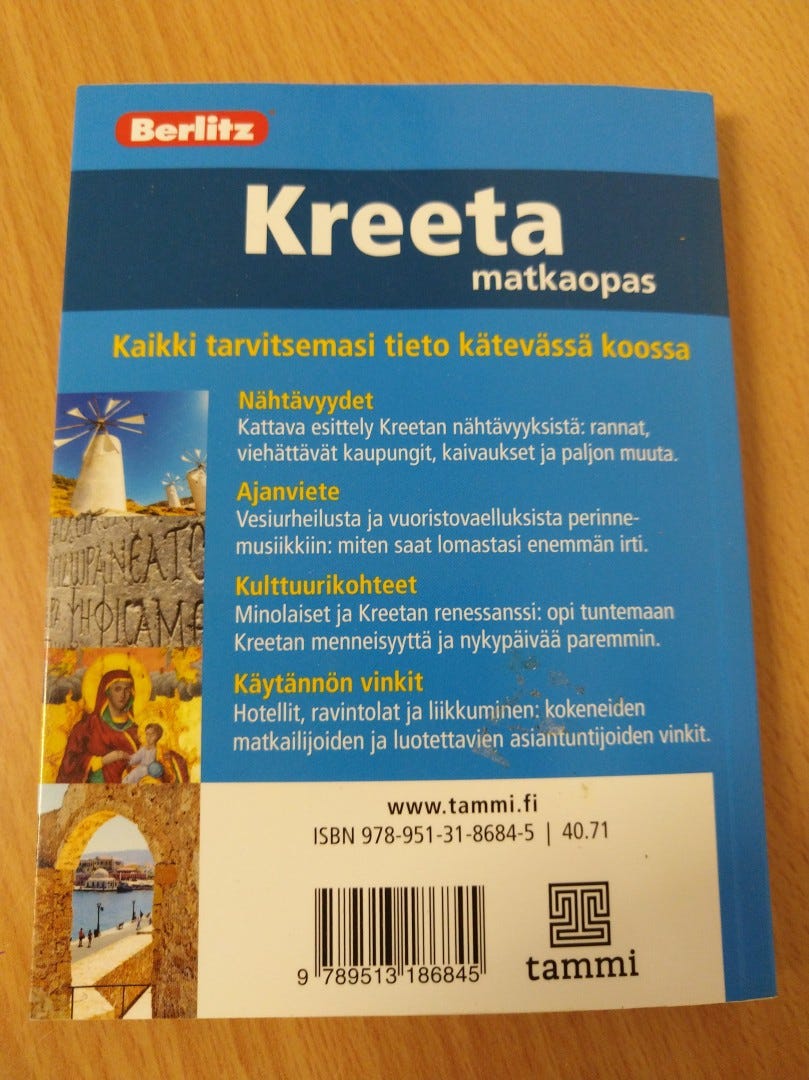 Berlitz
Kreeta
matkaopas
Kaikki tarvitsemasi tieto kätevässä koossa
Nähtävyydet
Kattava esittely Kreetan nähtävyyksistä: rannat,
viehättävät kaupungit, kaivaukset ja paljon muuta.
Ajanviete
Vesiurheilusta ja vuoristovaelluksista perinne-
musiikkiin: miten saat lomastasi enemmän irti.
Kulttuurikohteet
Minolaiset ja Kreetan renessanssi: opi tuntemaan
Kreetan menneisyyttä ja nykypäivää paremmin.
Käytännön vinkit
Hotellit, ravintolat ja liikkuminen: kokeneiden
matkailijoiden ja luotettavien asiantuntijoiden vinkit.
www.tammi.fi
ISBN 978-951-31-8684-5 | 40.71
9 789513 186845
tammi